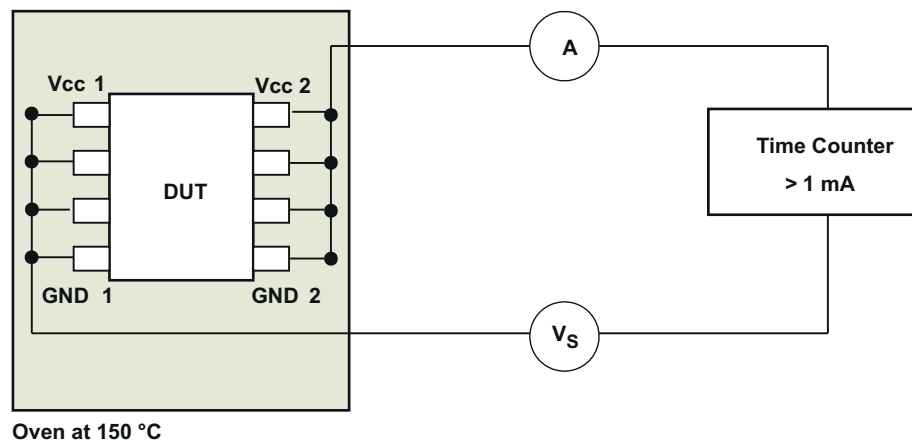 A
Vcc 1
Vcc 2
Time Counter
> 1 mA
DUT
GND 1
GND 2
VS
Oven at 150 °C